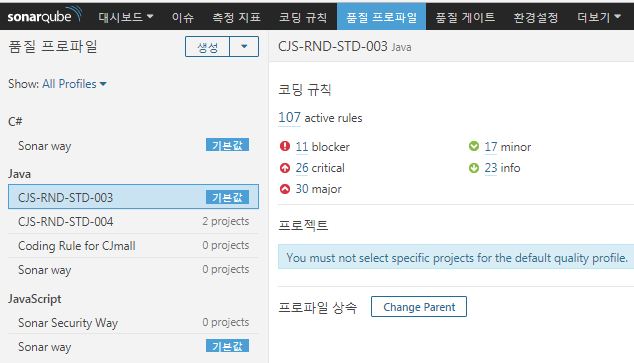 sonarqube 대시보드 이슈 측정 지표 코딩 규칙 품질 프로파일 품질 게이트 환경설정 더보기
품질 프로파일 생성
Show: All Profiles
C#
Sonar way 기본값
Java
CJS-RND-STD-003 기본값
CJS-RND-STD-004 2 projects
Coding Rule for CJmall 0 projects
Sonar way 0 projects
JavaScript
Sonar Security Way 0 projects
Sonar way 기본값
CJS-RND-STD-003 Java
코딩 규칙
107 active rules
11 blocker 17 minor
26 critical 23 info
30 major
프로젝트
You must not select specific projects for the default quality profile.
프로파일 상속 Change Parent